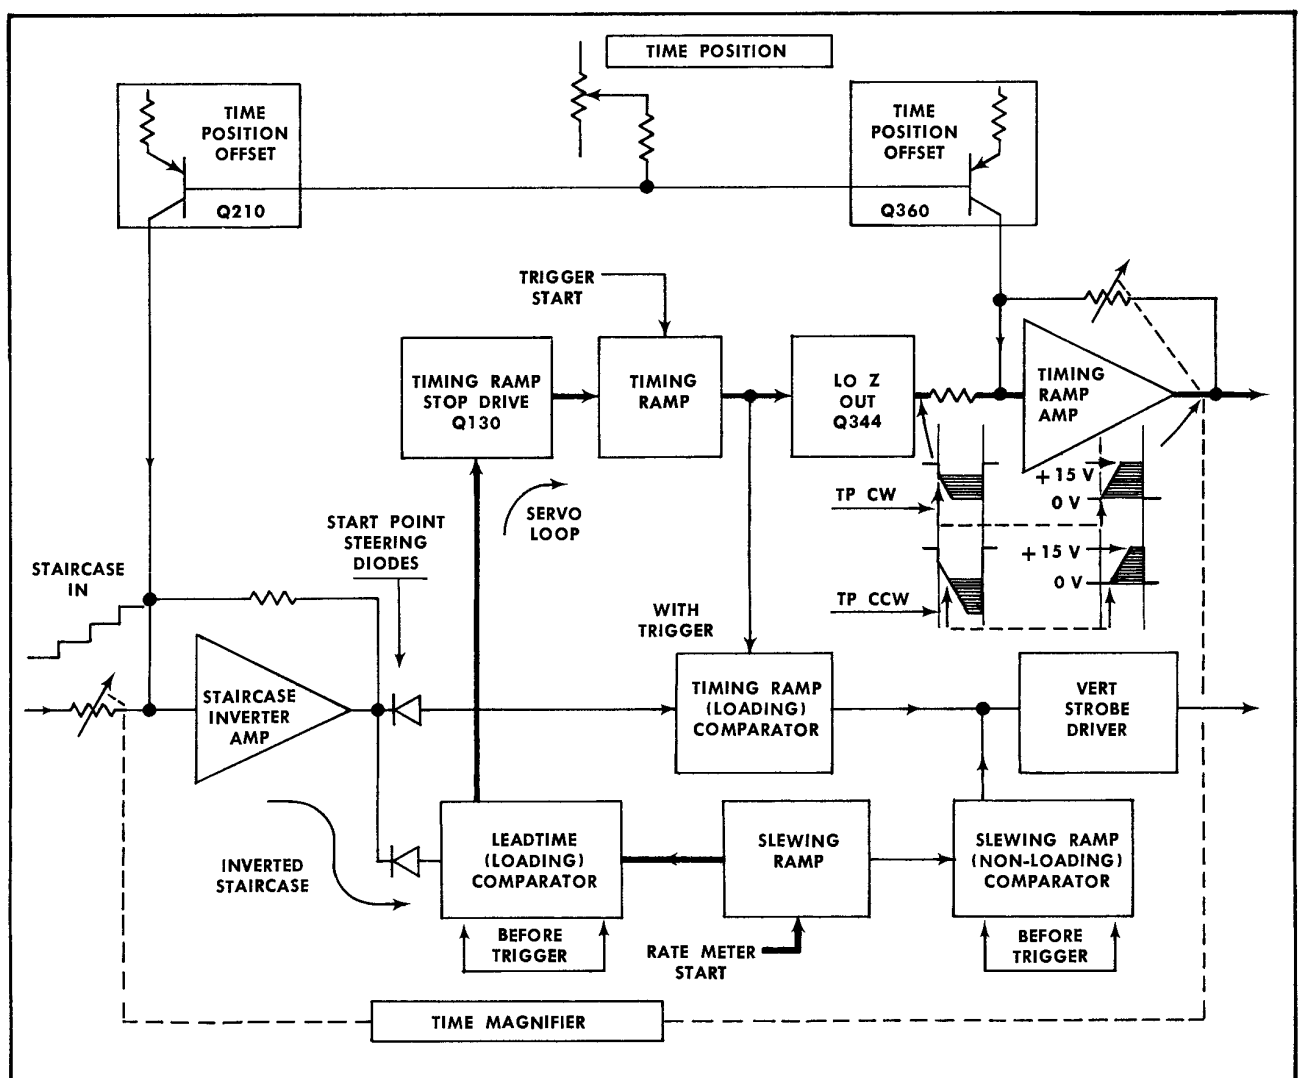 TIME POSITION
TIME
POSITION
OFFSET
Q210
TIME
POSITION
OFFSET
Q360
TRIGGER
START
TIMING RAMP
STOP DRIVE
Q130
TIMING
RAMP
LO Z
OUT
Q344
TIMING
RAMP
AMP
TP CW
+15 V
0 V
+15 V
0 V
TP CCW
SERVO
LOOP
START POINT
STEERING
DIODES
STAIRCASE
IN
WITH
TRIGGER
STAIRCASE
INVERTER
AMP
TIMING RAMP
(LOADING)
COMPARATOR
VERT
STROBE
DRIVER
INVERTED
STAIRCASE
LEADTIME
(LOADING)
COMPARATOR
SLEWING
RAMP
SLEWING RAMP
(NON-LOADING)
COMPARATOR
BEFORE
TRIGGER
RATE METER
START
BEFORE
TRIGGER
TIME MAGNIFIER